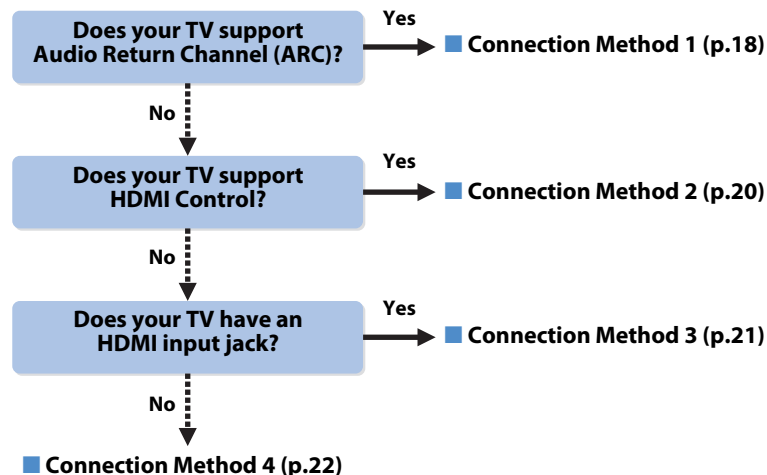 Does your TV support
Audio Return Channel (ARC)?
Yes
Connection Method 1 (p.18)
No
Does your TV support
HDMI Control?
Yes
Connection Method 2 (p.20)
No
Does your TV have an
HDMI input jack?
Yes
Connection Method 3 (p.21)
No
Connection Method 4 (p.22)